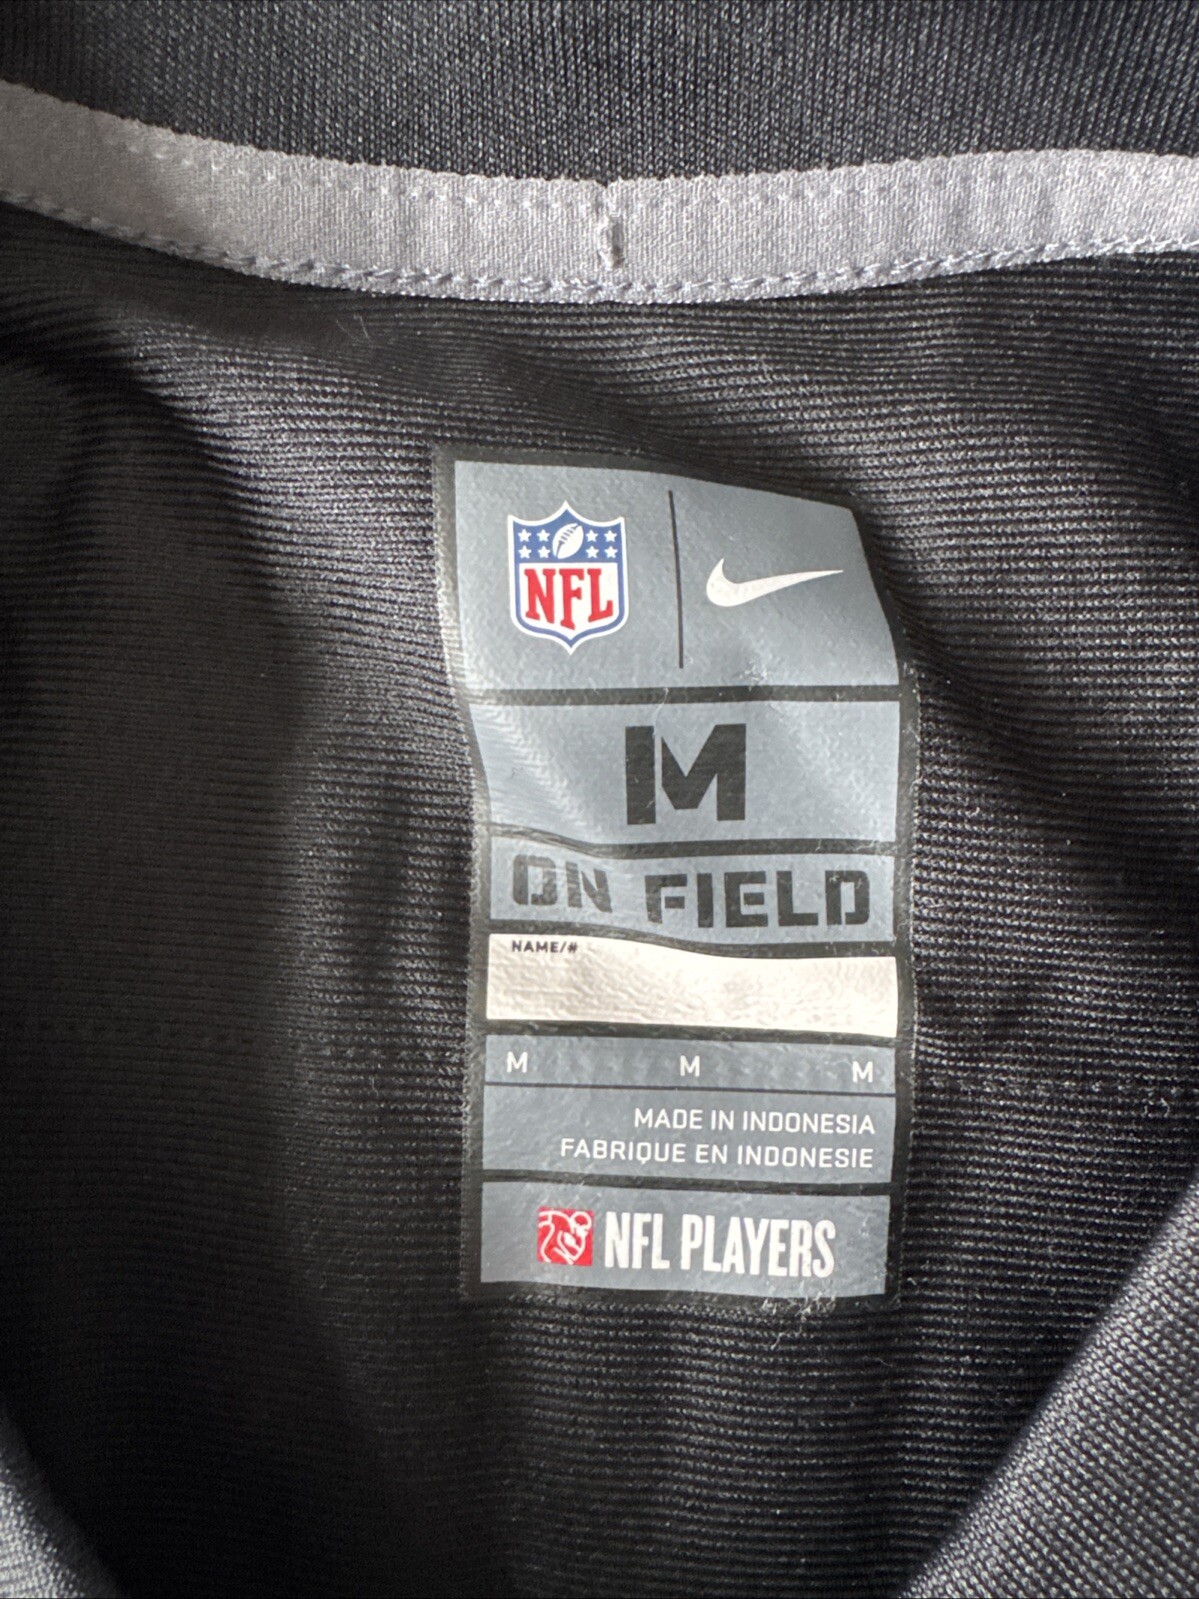 NFL
M
ON FIELD
NAME/#
M M M
MADE IN INDONESIA
FABRIQUE EN INDONESIE
NFL PLAYERS